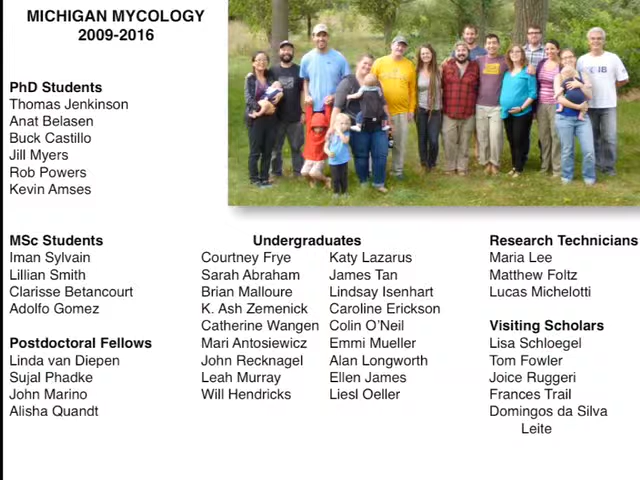 MICHIGAN MYCOLOGY
2009-2016
PhD Students
Thomas Jenkinson
Anat Belasen
Buck Castillo
Jill Myers
Rob Powers
Kevin Amses
MSc Students
Iman Sylvain
Lillian Smith
Clarisse Betancourt
Adolfo Gomez
Postdoctoral Fellows
Linda van Diepen
Sujal Phadke
John Marino
Alisha Quandt
Undergraduates
Courtney Frye
Sarah Abraham
Brian Malloure
K. Ash Zemenick
Catherine Wangen
Mari Antosiewicz
John Recknagel
Leah Murray
Will Hendricks
Katy Lazarus
James Tan
Lindsay Isenhart
Caroline Erickson
Colin O'Neil
Emmi Mueller
Alan Longworth
Ellen James
Liesl Oeller
Research Technicians
Maria Lee
Matthew Foltz
Lucas Michelotti
Visiting Scholars
Lisa Schloegel
Tom Fowler
Joice Ruggeri
Frances Trail
Domingos da Silva
Leite